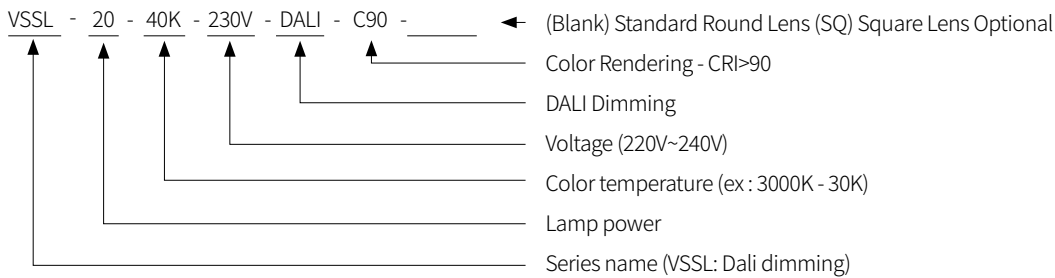 VSSL - 20 - 40K - 230V - DALI - C90 - ______ (Blank) Standard Round Lens (SQ) Square Lens Optional
Color Rendering - CRI>90
DALI Dimming
Voltage (220V~240V)
Color temperature (ex : 3000K - 30K)
Lamp power
Series name (VSSL: Dali dimming)